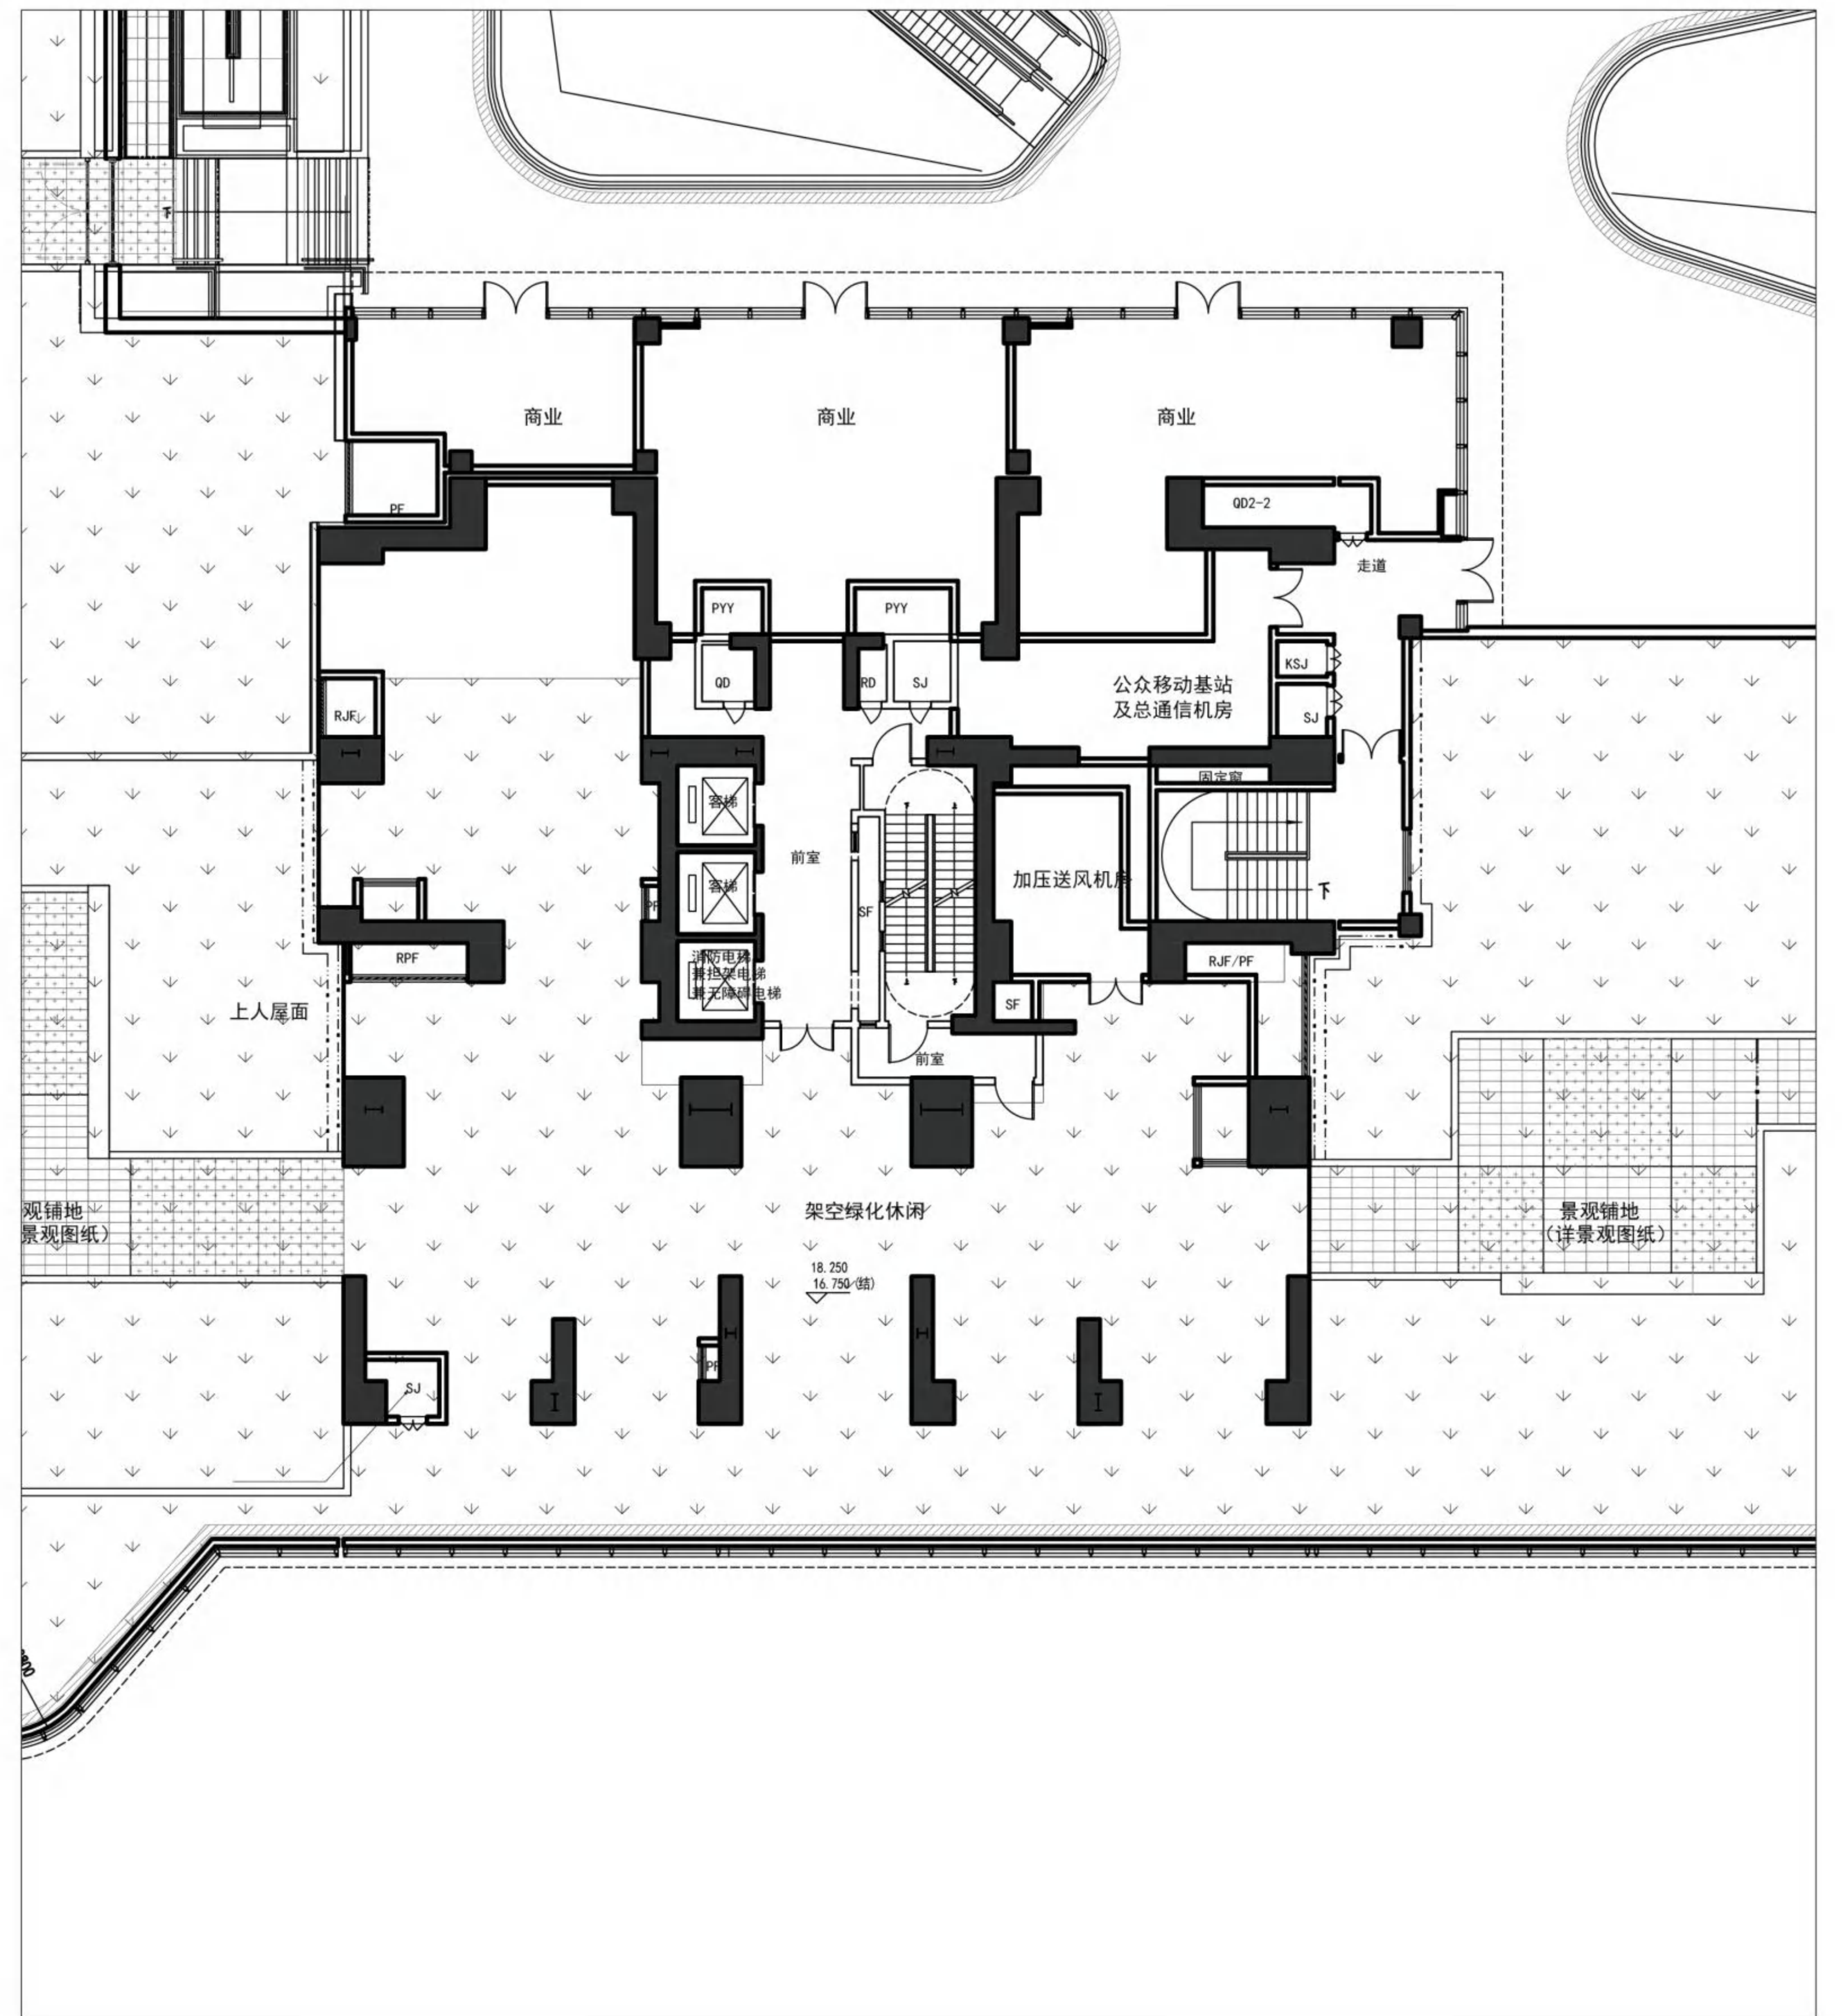 下
商业
商业
商业
PF
QD2-2
走道
PYY
PYY
QD
RD
SJ
公众移动基站
及总通信机房
KSJ
SJ
RJF
固定窗
客梯
前室
客梯
加压送风机房
下
PF
SF
RPF
消防电梯
兼担架电梯
兼无障碍电梯
RJF/PF
上人屋面
SF
前室
观铺地
景观图纸)
架空绿化休闲
景观铺地
(详景观图纸)
18.250
16.750(结)
PF
SJ